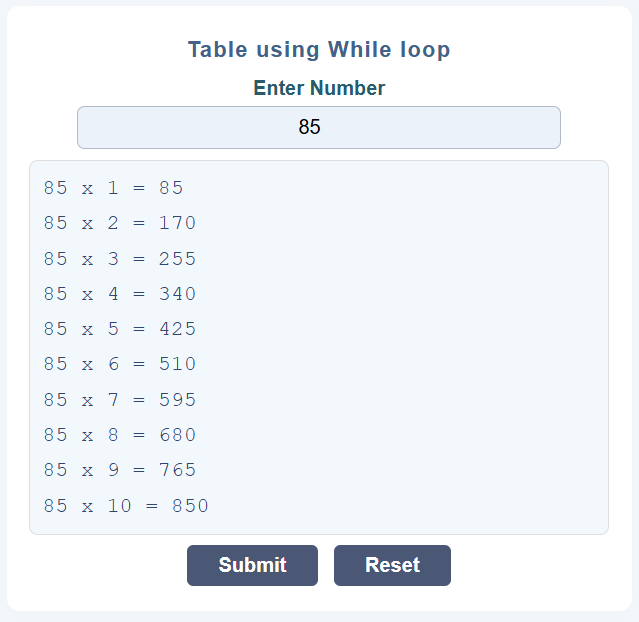 Table using While loop
Enter Number
85
85 x 1 = 85
85 x 2 = 170
85 x 3 = 255
85 x 4 = 340
85 x 5 = 425
85 x 6 = 510
85 x 7 = 595
85 x 8 = 680
85 x 9 = 765
85 x 10 = 850
Submit Reset